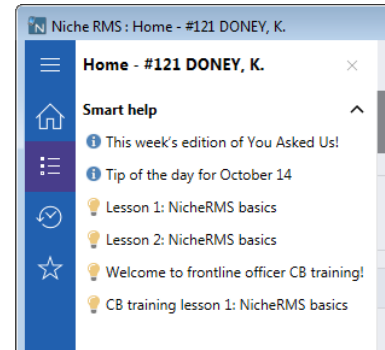 Niche RMS : Home - #121 DONEY, K.
Home - #121 DONEY, K.
Smart help
This week's edition of You Asked Us!
Tip of the day for October 14
Lesson 1: NicheRMS basics
Lesson 2: NicheRMS basics
Welcome to frontline officer CB training!
CB training lesson 1: NicheRMS basics